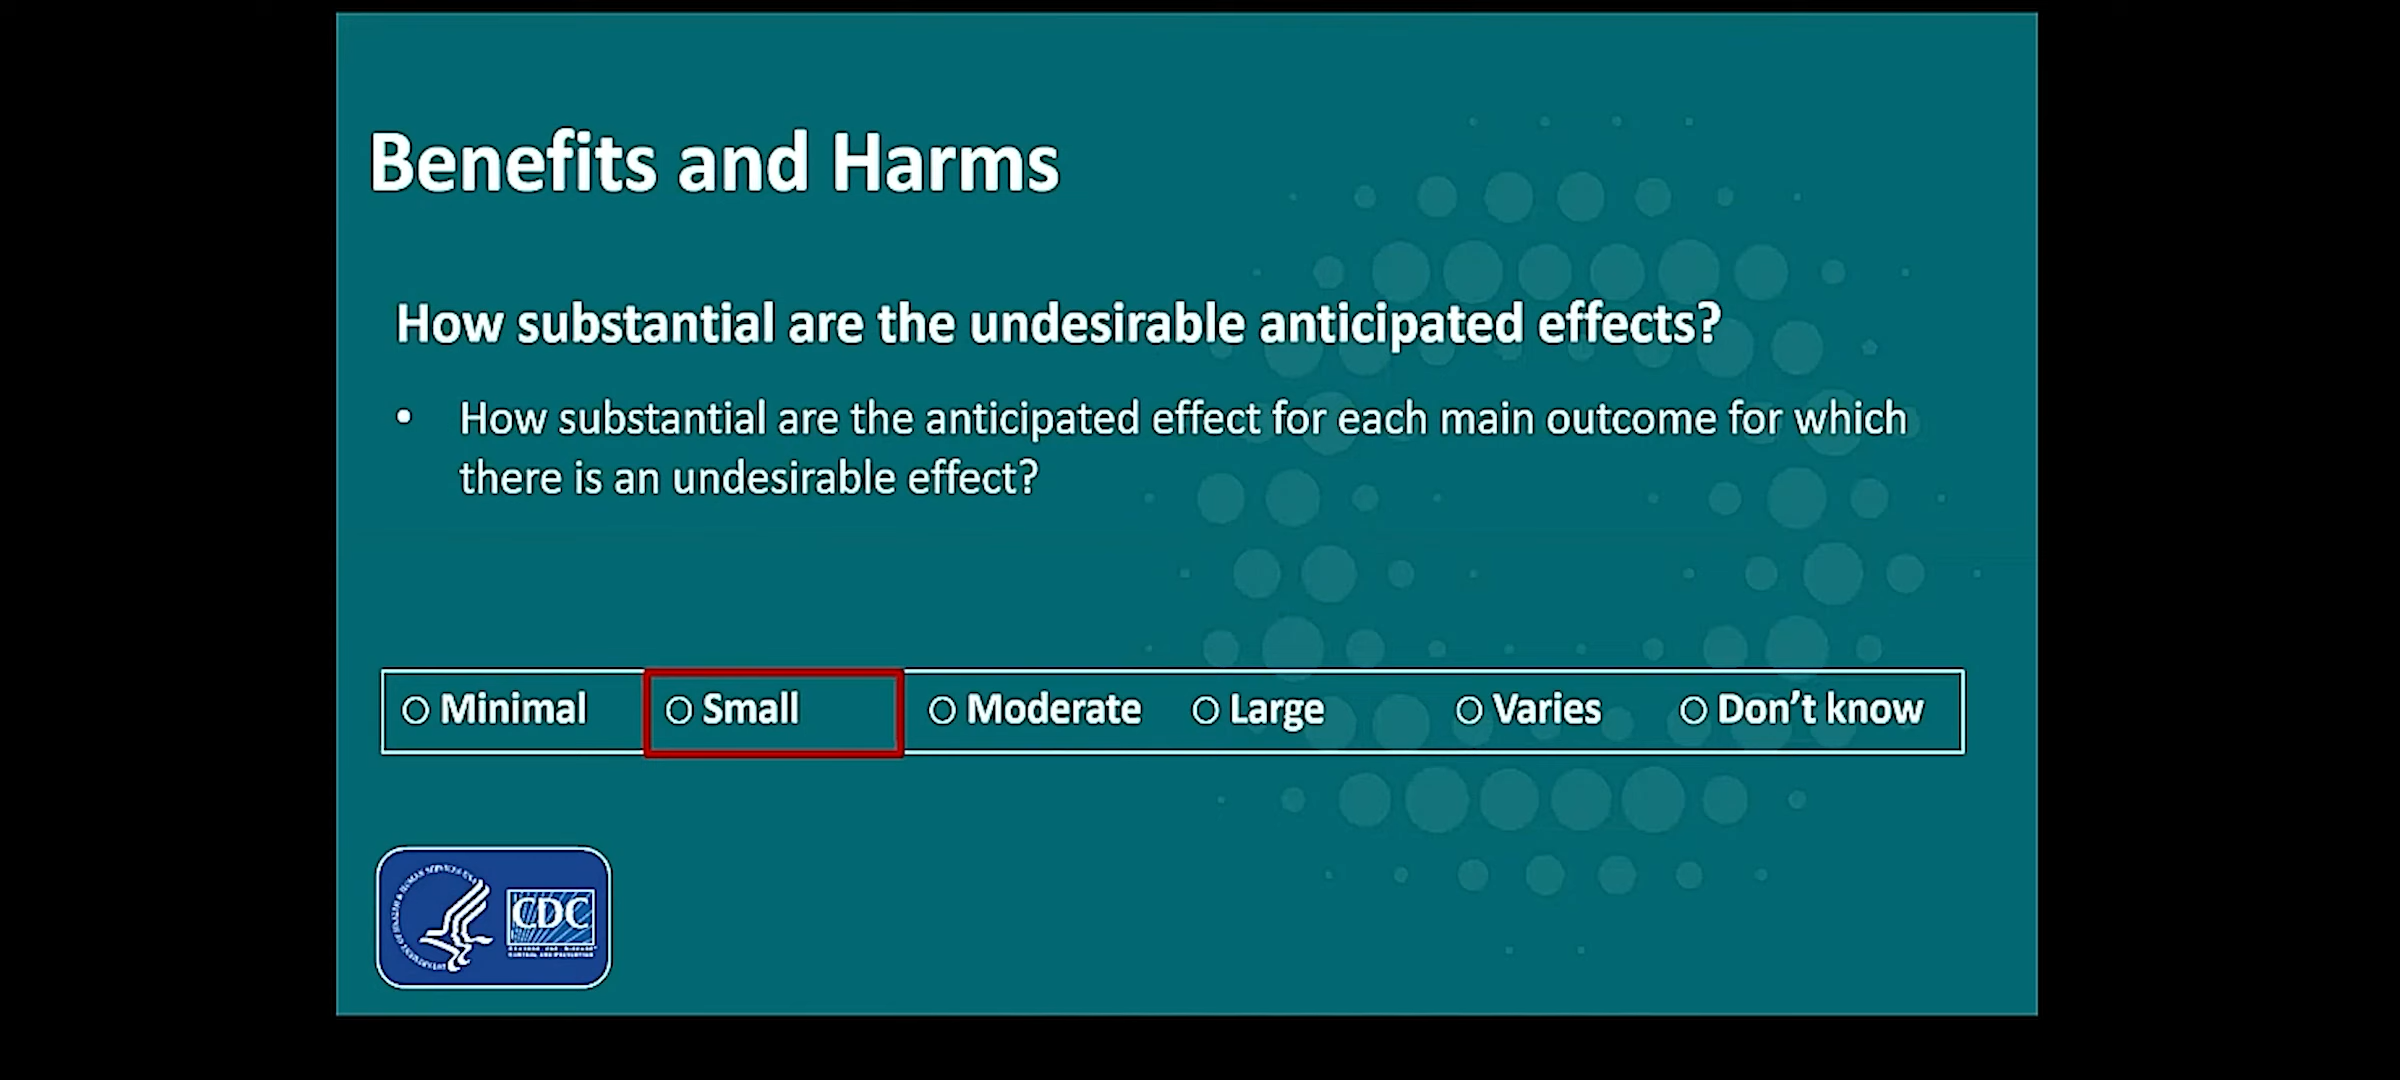 Benefits and Harms
How substantial are the undesirable anticipated effects?
• How substantial are the anticipated effect for each main outcome for which
there is an undesirable effect?
○ Minimal ○ Small ○ Moderate ○ Large ○ Varies ○ Don't know
CDC